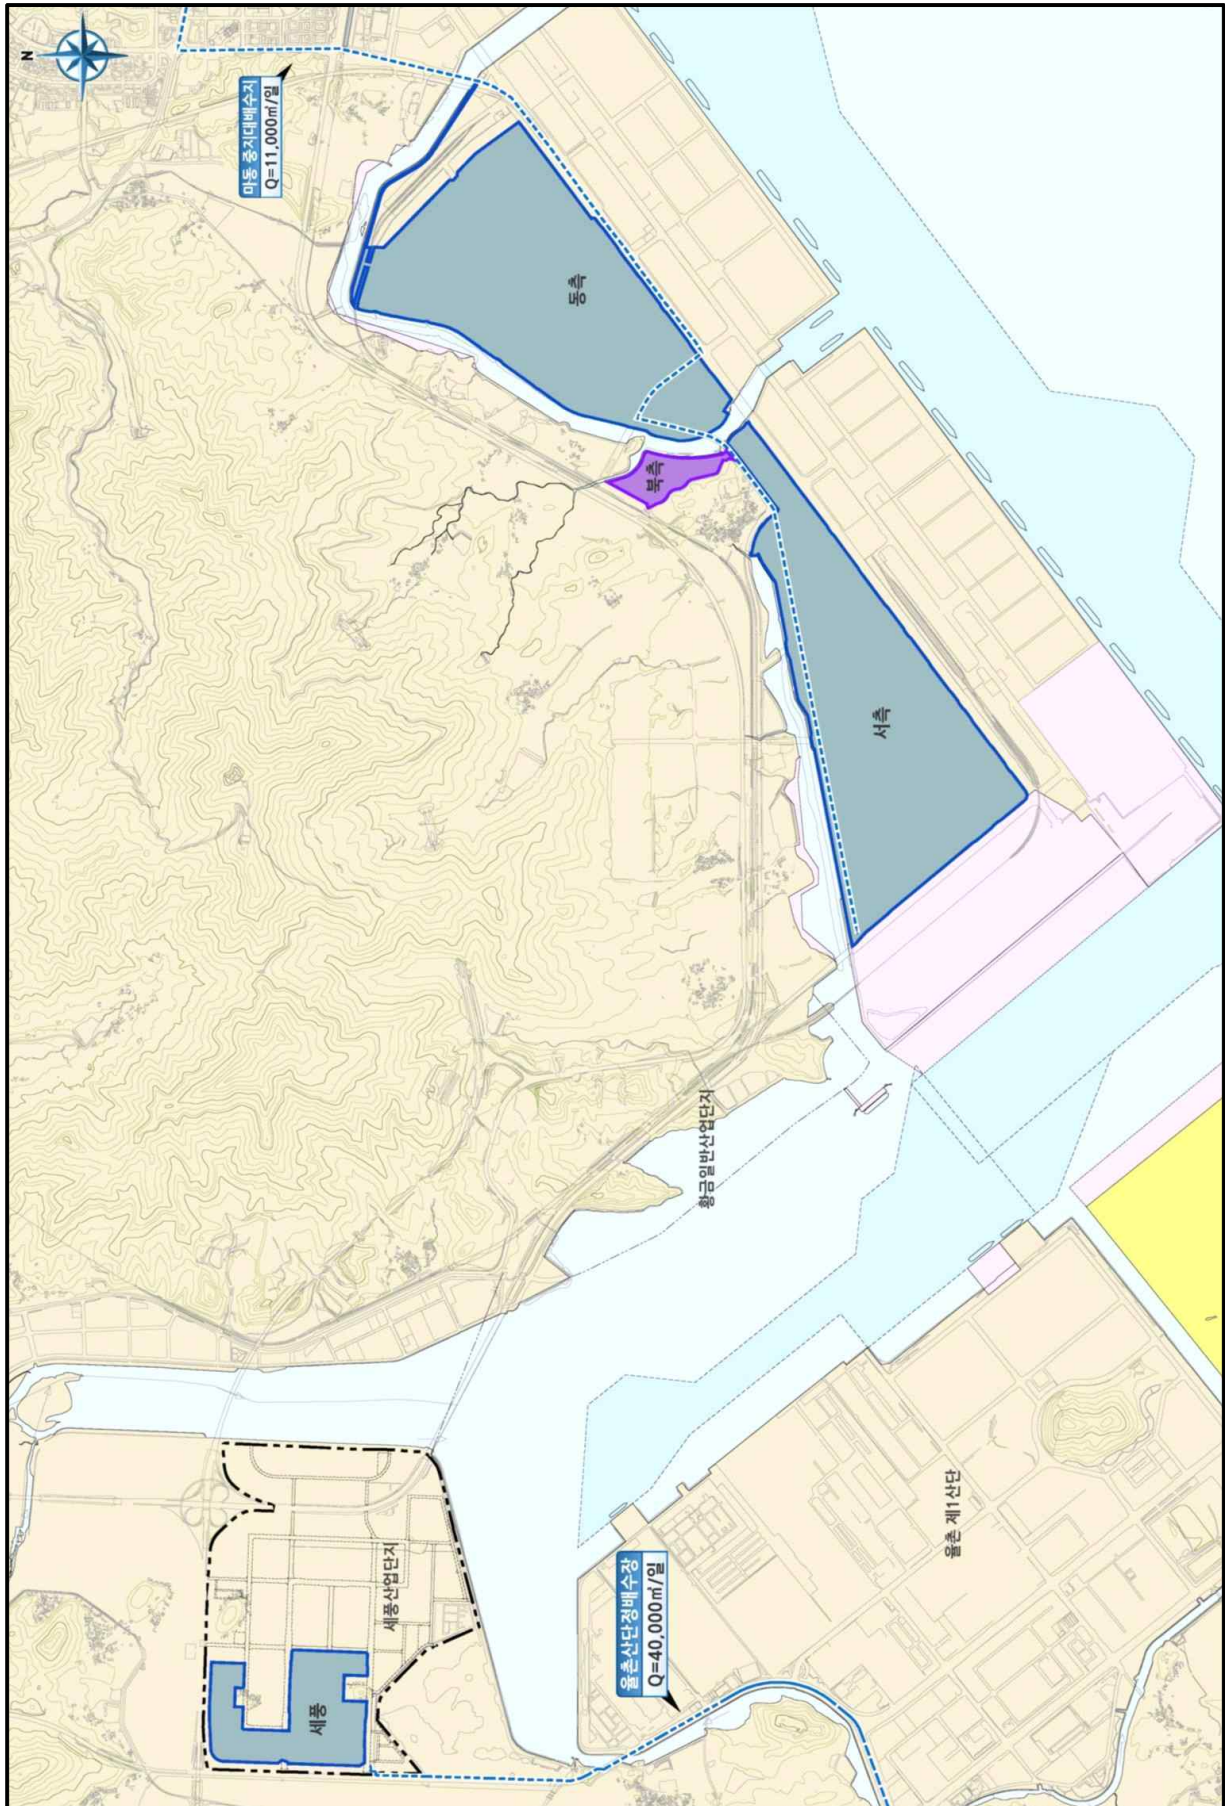 N
마동 중지대배수지
Q=11,000㎥/일
동측
북측
서측
황금일반산업단지
세풍산업단지
세풍
율촌산단정배수장
Q=40,000㎥/일
율촌 제1산단